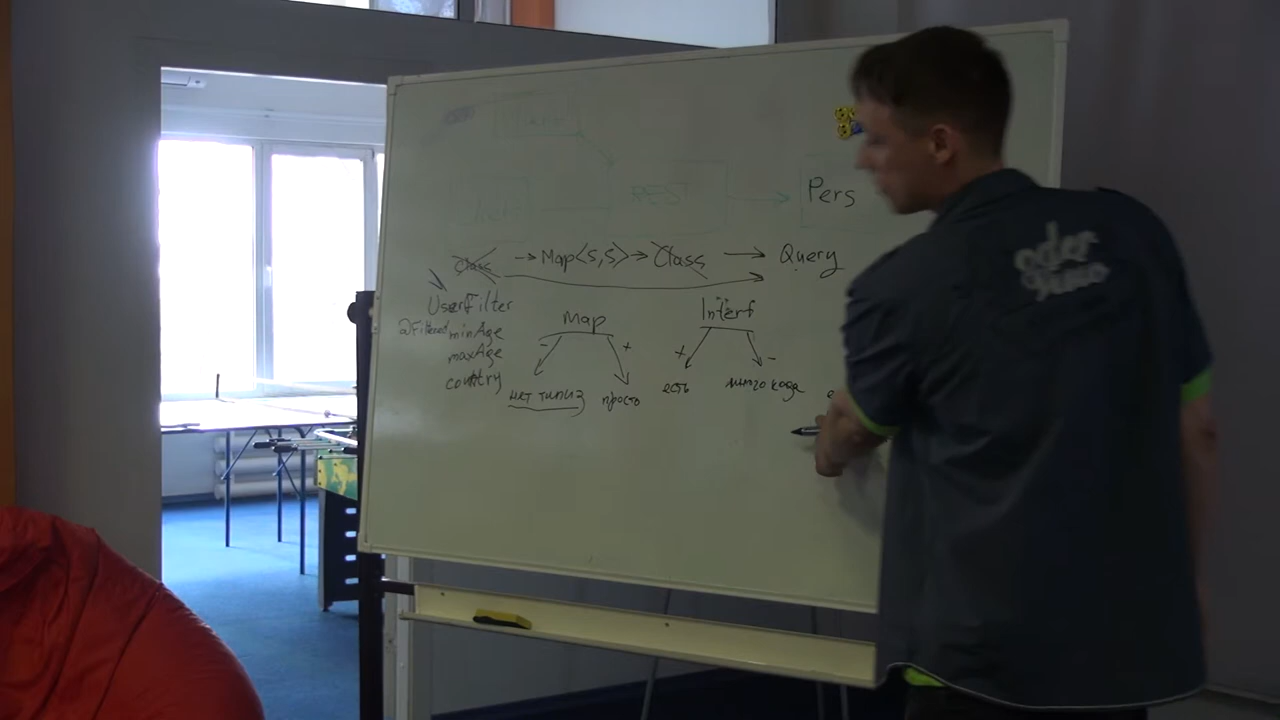 Pers
Class → Map<S,S> → Class → Query
UserFilter
@Filtered minAge
maxAge
country
Map
- +
нет типиз
просто
Interf
+ -
есть
много кода